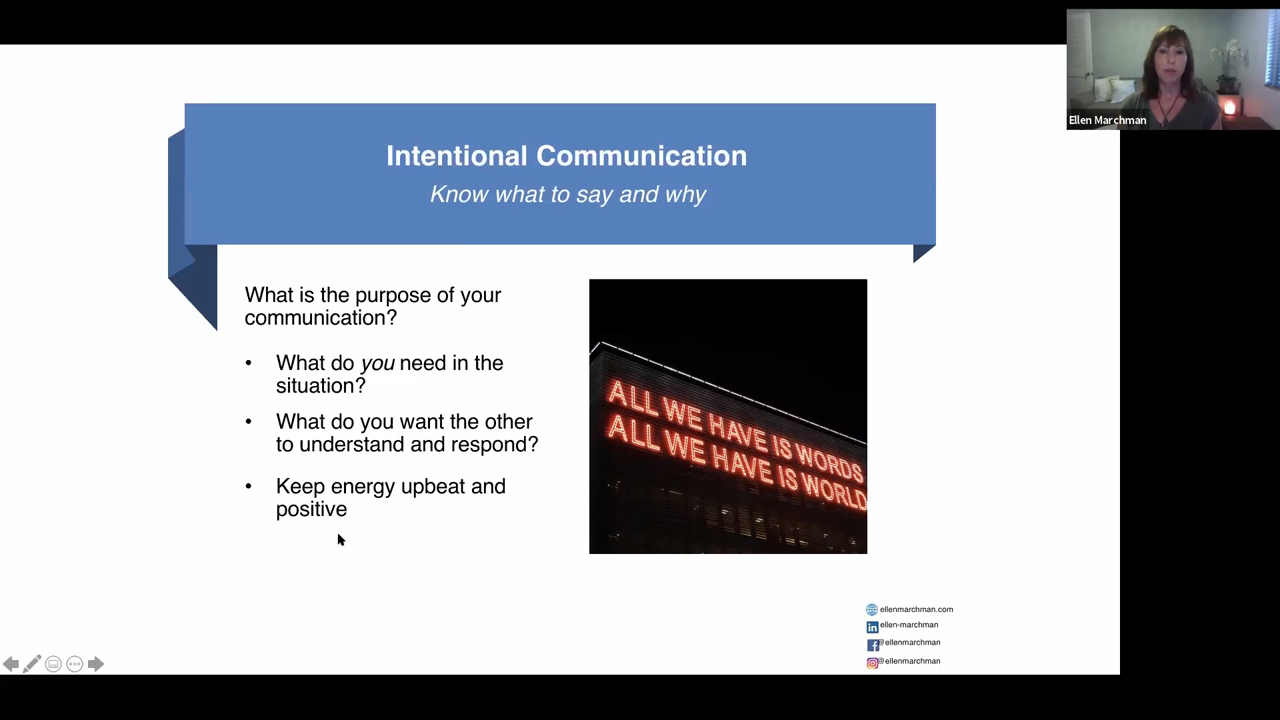 Ellen Marchman
Intentional Communication
Know what to say and why
What is the purpose of your
communication?
• What do you need in the
situation?
• What do you want the other
to understand and respond?
• Keep energy upbeat and
positive
ALL WE HAVE IS WORDS
ALL WE HAVE IS WORLD
ellenmarchman.com
in ellen-marchman
@ellenmarchman
@ellenmarchman